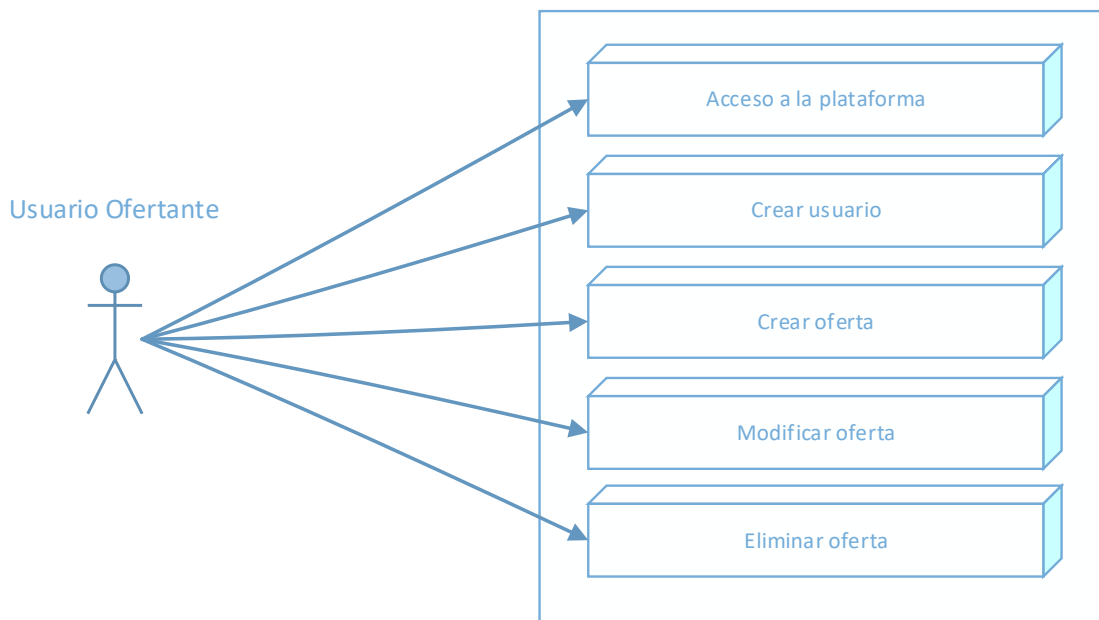 Acceso a la plataforma
Usuario Ofertante
Crear usuario
Crear oferta
Modificar oferta
Eliminar oferta